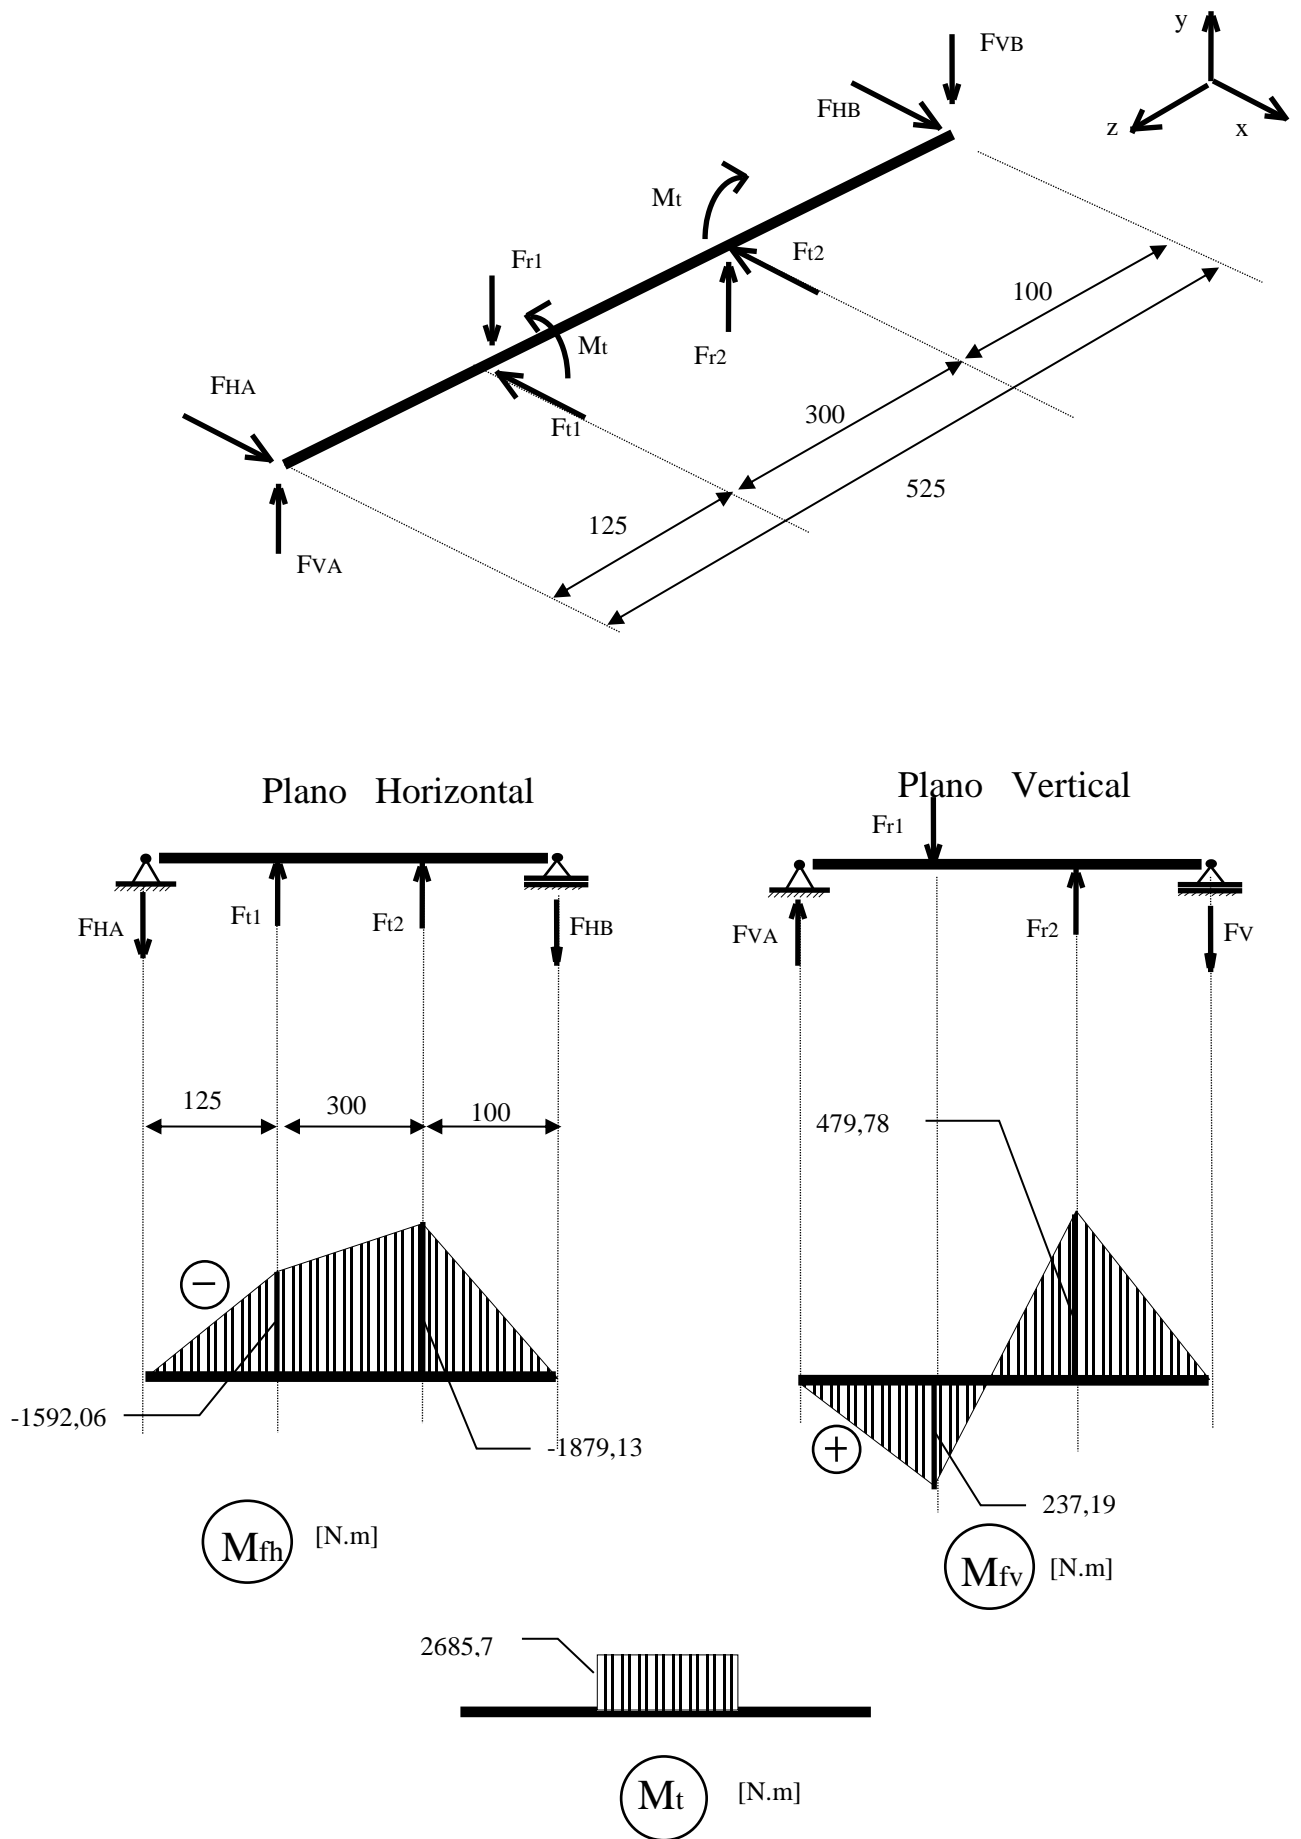 y
FVB
FHB
z
x
Mt
Fr1
Ft2
100
Mt
Fr2
FHA
300
Ft1
525
125
FVA
Plano Horizontal
Plano Vertical
Fr1
FHA
Ft1
Ft2
FHB
FVA
Fr2
FV
125
300
100
479,78
−
-1592,06
-1879,13
+
237,19
Mfh [N.m]
Mfv [N.m]
2685,7
Mt [N.m]